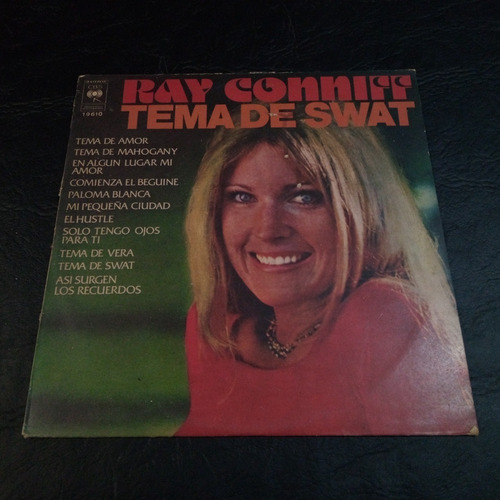 CBS
19610
RAY CONNIFF
TEMA DE SWAT
TEMA DE AMOR
TEMA DE MAHOGANY
EN ALGUN LUGAR MI
AMOR
COMIENZA EL BEGUINE
PALOMA BLANCA
MI PEQUEÑA CIUDAD
EL HUSTLE
SOLO TENGO OJOS
PARA TI
TEMA DE VERA
TEMA DE SWAT
ASI SURGEN
LOS RECUERDOS